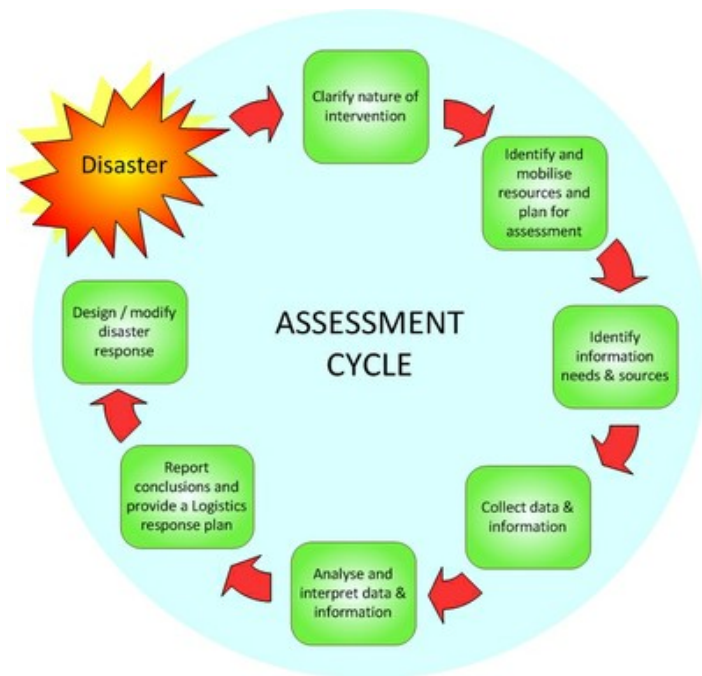 Disaster
Clarify nature of
intervention
Identify and
mobilise
resources and
plan for
assessment
Identify
information
needs & sources
Collect data &
information
Analyse and
interpret data &
information
Report
conclusions and
provide a Logistics
response plan
Design / modify
disaster
response
ASSESSMENT
CYCLE